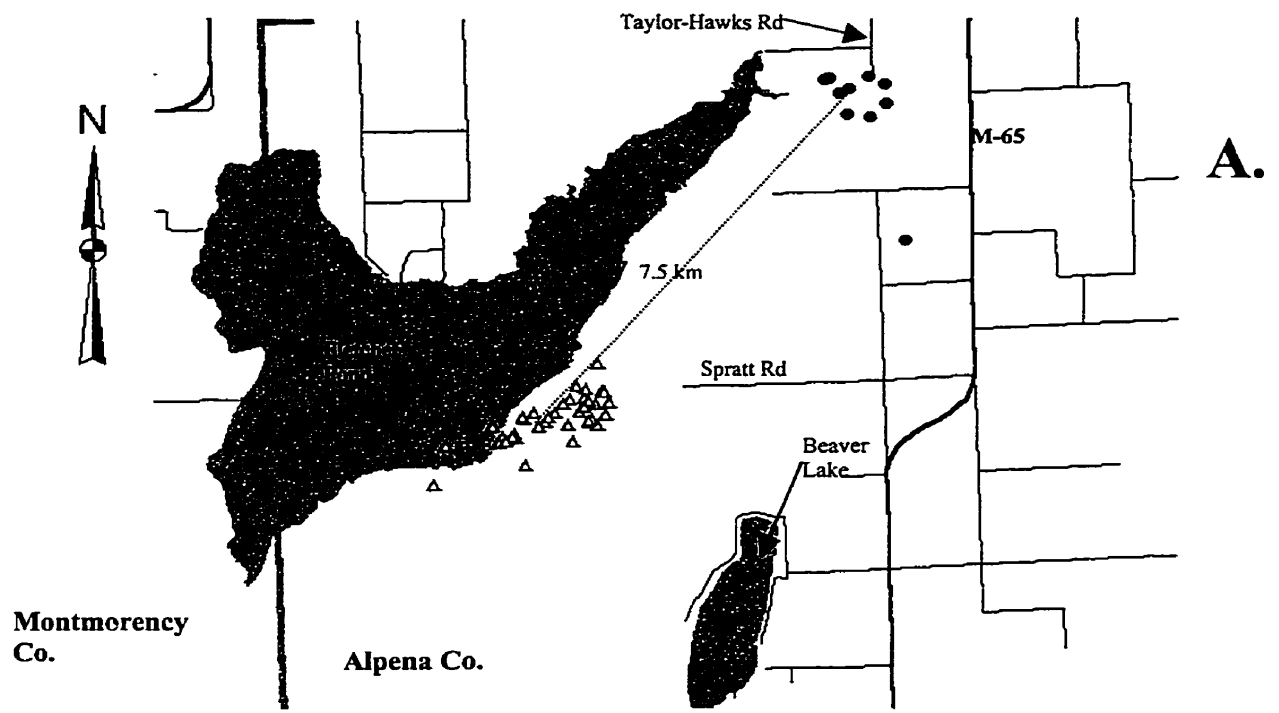 Taylor-Hawks Rd
N
M-65
A.
7.5 km
Spratt Rd
Beaver
Lake
Montmorency
Co.
Alpena Co.